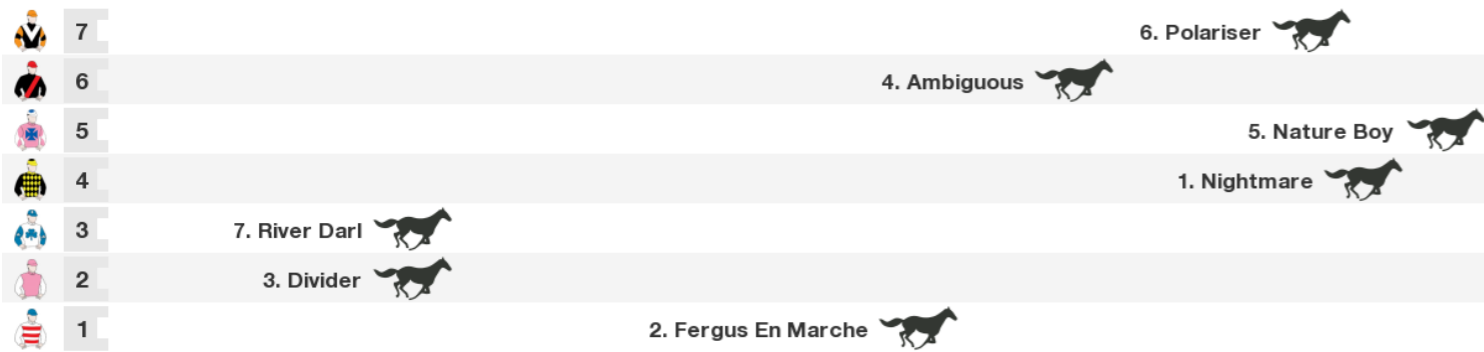 7 6. Polariser
6 4. Ambiguous
5 5. Nature Boy
4 1. Nightmare
3 7. River Darl
2 3. Divider
1 2. Fergus En Marche